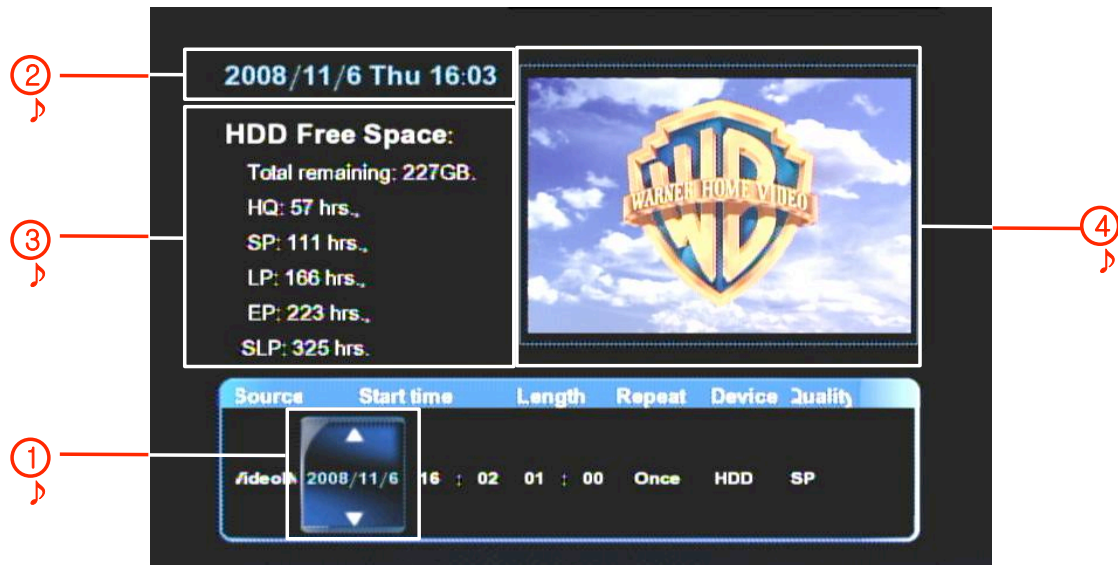 2008/11/6 Thu 16:03
HDD Free Space:
Total remaining: 227GB.
HQ: 57 hrs.,
SP: 111 hrs.,
LP: 166 hrs.,
EP: 223 hrs.,
SLP: 325 hrs.
WB
WARNER HOME VIDEO
Source Start time Length Repeat Device Quality
2008/11/6 16 : 02 01 : 00 Once HDD SP
②
♪
③
♪
④
♪
①
♪